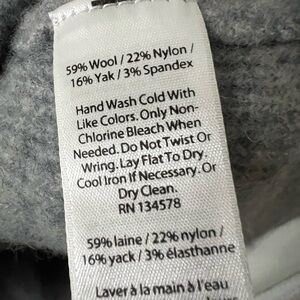 59% Wool / 22% Nylon /
16% Yak / 3% Spandex
Hand Wash Cold With
Like Colors. Only Non-
Chlorine Bleach When
Needed. Do Not Twist Or
Wring. Lay Flat To Dry.
Cool Iron If Necessary. Or
Dry Clean.
RN 134578
59% laine / 22% nylon /
16% yack / 3% élasthanne
Laver à la main à l'eau